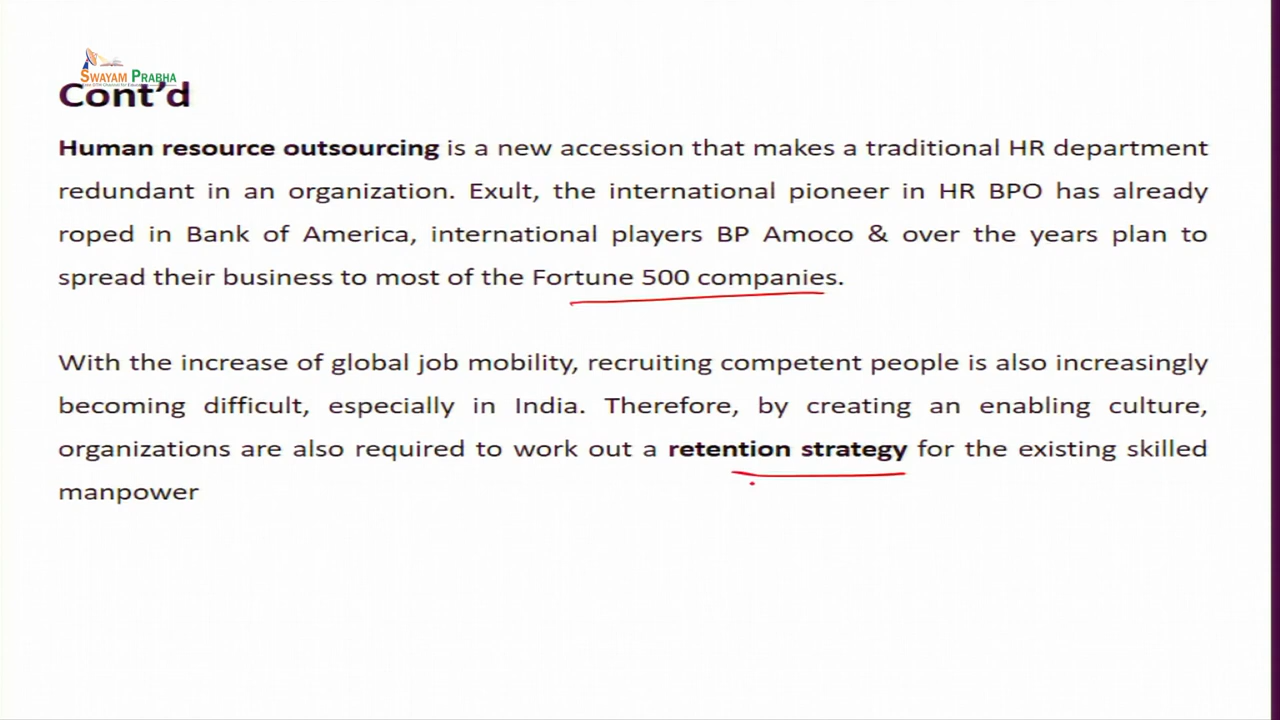 SWAYAM PRABHA
Cont'd
Human resource outsourcing is a new accession that makes a traditional HR department
redundant in an organization. Exult, the international pioneer in HR BPO has already
roped in Bank of America, international players BP Amoco & over the years plan to
spread their business to most of the Fortune 500 companies.
With the increase of global job mobility, recruiting competent people is also increasingly
becoming difficult, especially in India. Therefore, by creating an enabling culture,
organizations are also required to work out a retention strategy for the existing skilled
manpower